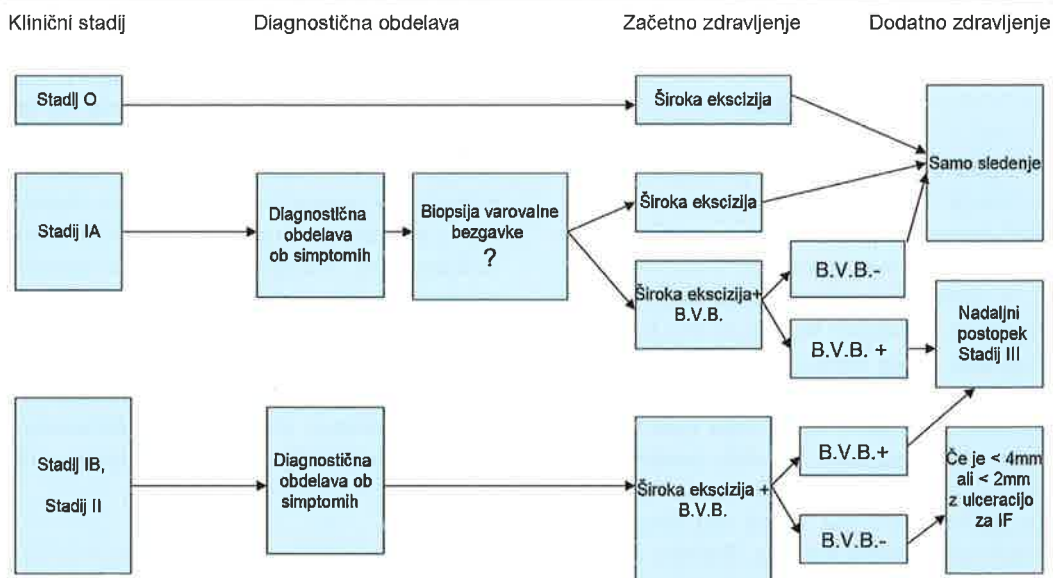 Klinični stadij
Diagnostična obdelava
Začetno zdravljenje
Dodatno zdravljenje
Stadij O
Široka ekscizija
Samo sledenje
Stadij IA
Diagnostična
obdelava
ob simptomih
Biopsija varovalne
bezgavke
?
Široka ekscizija
Široka ekscizija+
B.V.B.
B.V.B.-
B.V.B. +
Nadaljni
postopek
Stadij III
Stadij IB,
Stadij II
Diagnostična
obdelava ob
simptomih
Široka ekscizija +
B.V.B.
B.V.B.+
B.V.B.-
Če je < 4mm
ali < 2mm
z ulceracijo
za IF